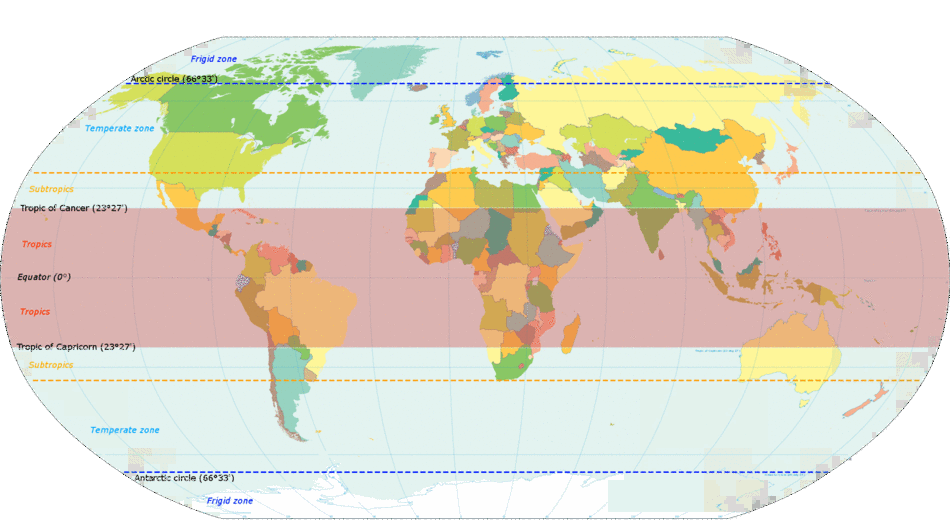 Frigid zone
Arctic circle (66°33')
Temperate zone
Subtropics
Tropic of Cancer (23°27')
Tropics
Equator (0°)
Tropics
Tropic of Capricorn (23°27')
Subtropics
Temperate zone
Antarctic circle (66°33')
Frigid zone